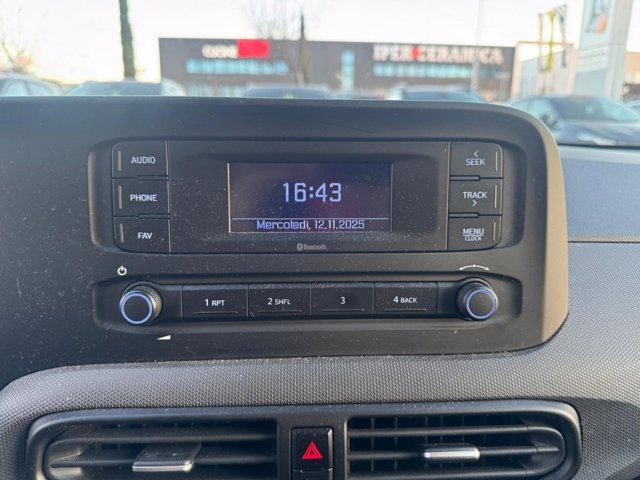 CUCINE
IPERCERAMICA
AUDIO
PHONE
FAV
16:43
Mercoledì, 12.11.2025
Bluetooth
SEEK
TRACK
MENU
CLOCK
1 RPT
2 SHFL
3
4 BACK